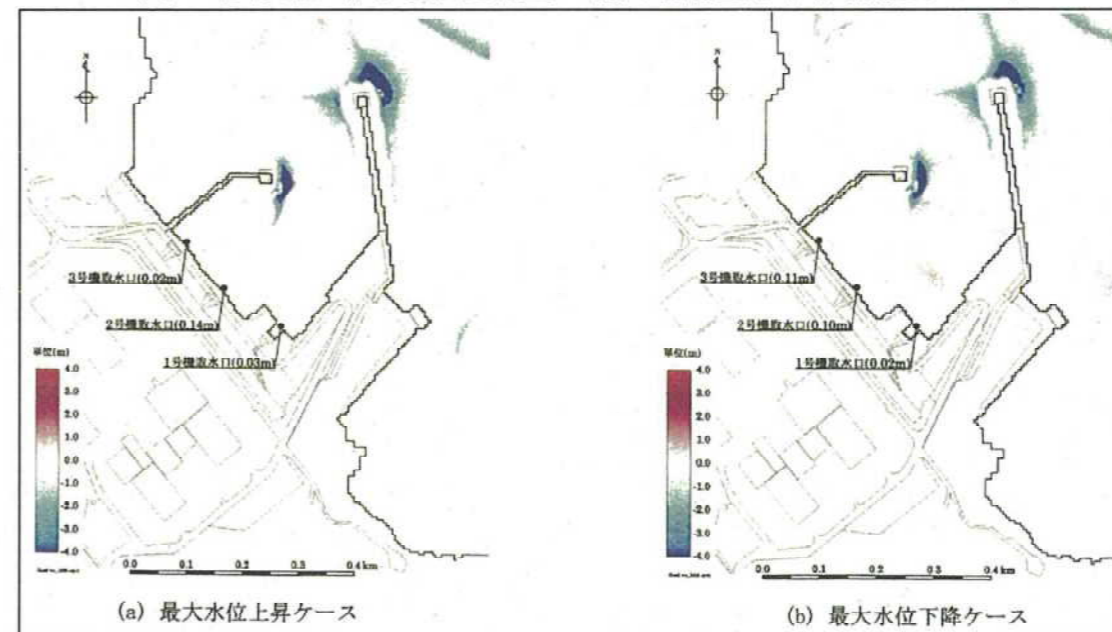 N
3号機取水口(0.02m)
2号機取水口(0.14m)
1号機取水口(0.03m)
単位(m)
4.0
3.0
2.0
1.0
0.0
-1.0
-2.0
-3.0
-4.0
0.0 0.1 0.2 0.3 0.4 km
(a) 最大水位上昇ケース
N
3号機取水口(0.11m)
2号機取水口(0.10m)
1号機取水口(0.02m)
単位(m)
4.0
3.0
2.0
1.0
0.0
-1.0
-2.0
-3.0
-4.0
0.0 0.1 0.2 0.3 0.4 km
(b) 最大水位下降ケース